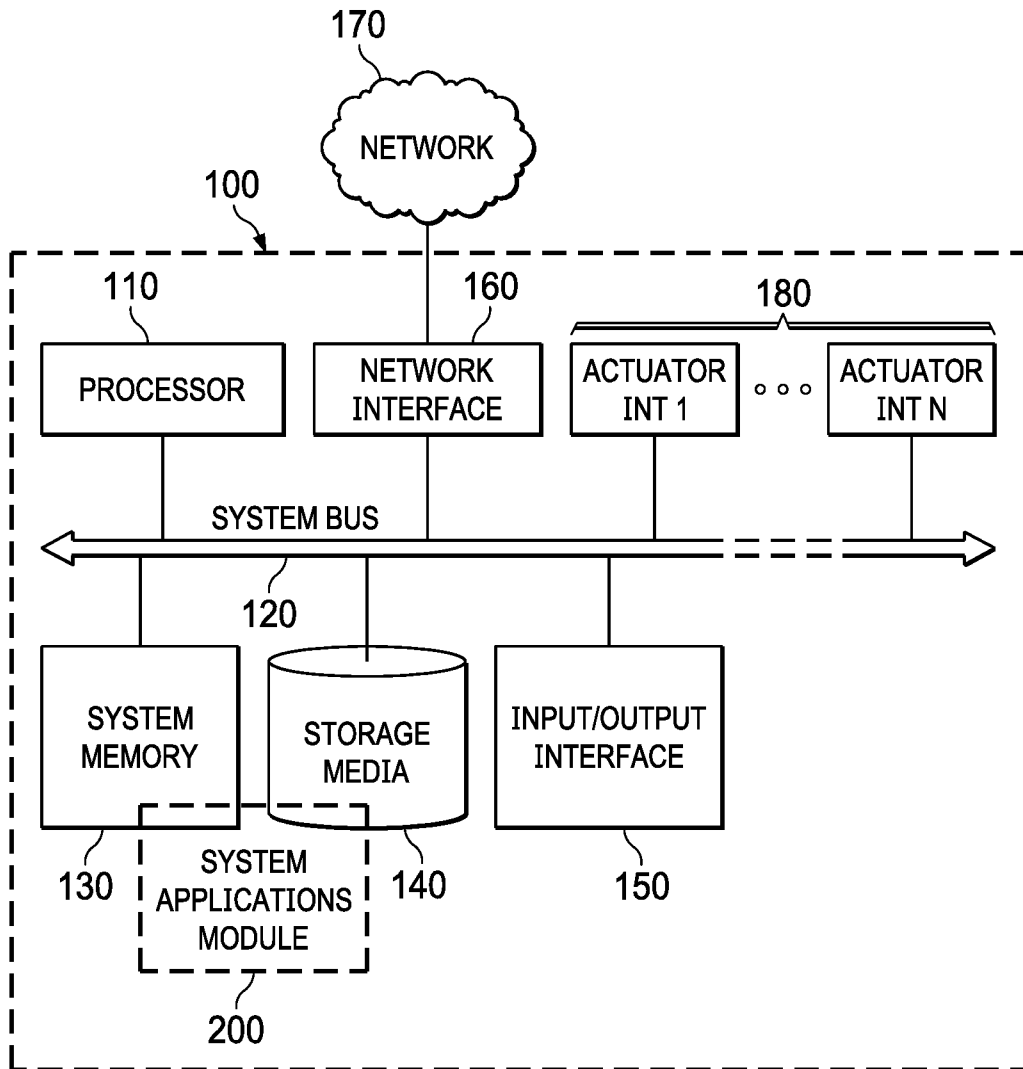 170
NETWORK
100
110
160
180
PROCESSOR
NETWORK
INTERFACE
ACTUATOR
INT 1
ACTUATOR
INT N
SYSTEM BUS
120
SYSTEM
MEMORY
STORAGE
MEDIA
INPUT/OUTPUT
INTERFACE
130
SYSTEM
APPLICATIONS
MODULE
140
150
200